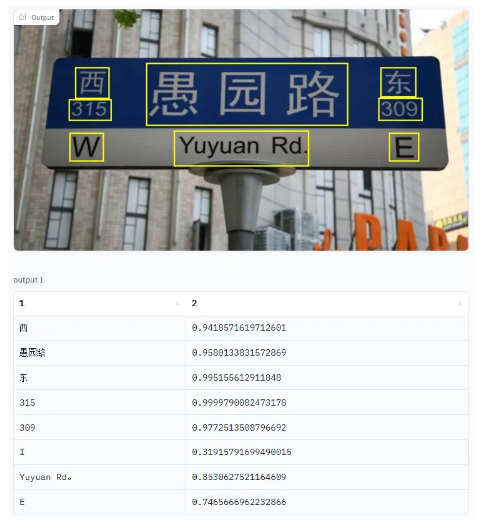 Output
西 愚园路 东
315 309
W Yuyuan Rd. E
output 1
1 2
西 0.9418571619712601
愚园路 0.9580133831572869
东 0.995155612911848
315 0.9999790082473178
309 0.9772513508796692
I 0.31915791699490015
Yuyuan Rd。 0.8530627521164609
E 0.7465666962232866